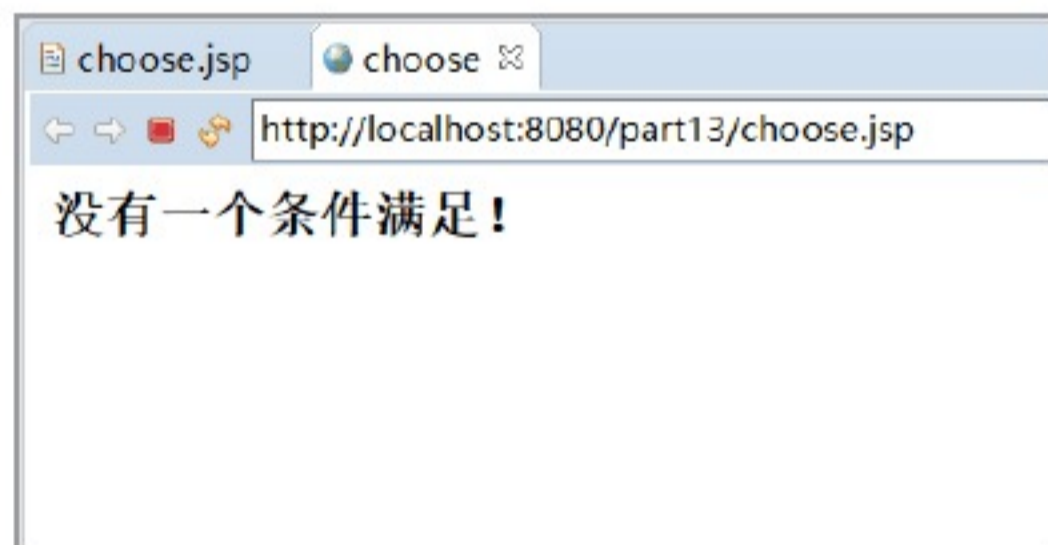 choose.jsp choose
http://localhost:8080/part13/choose.jsp
没有一个条件满足！